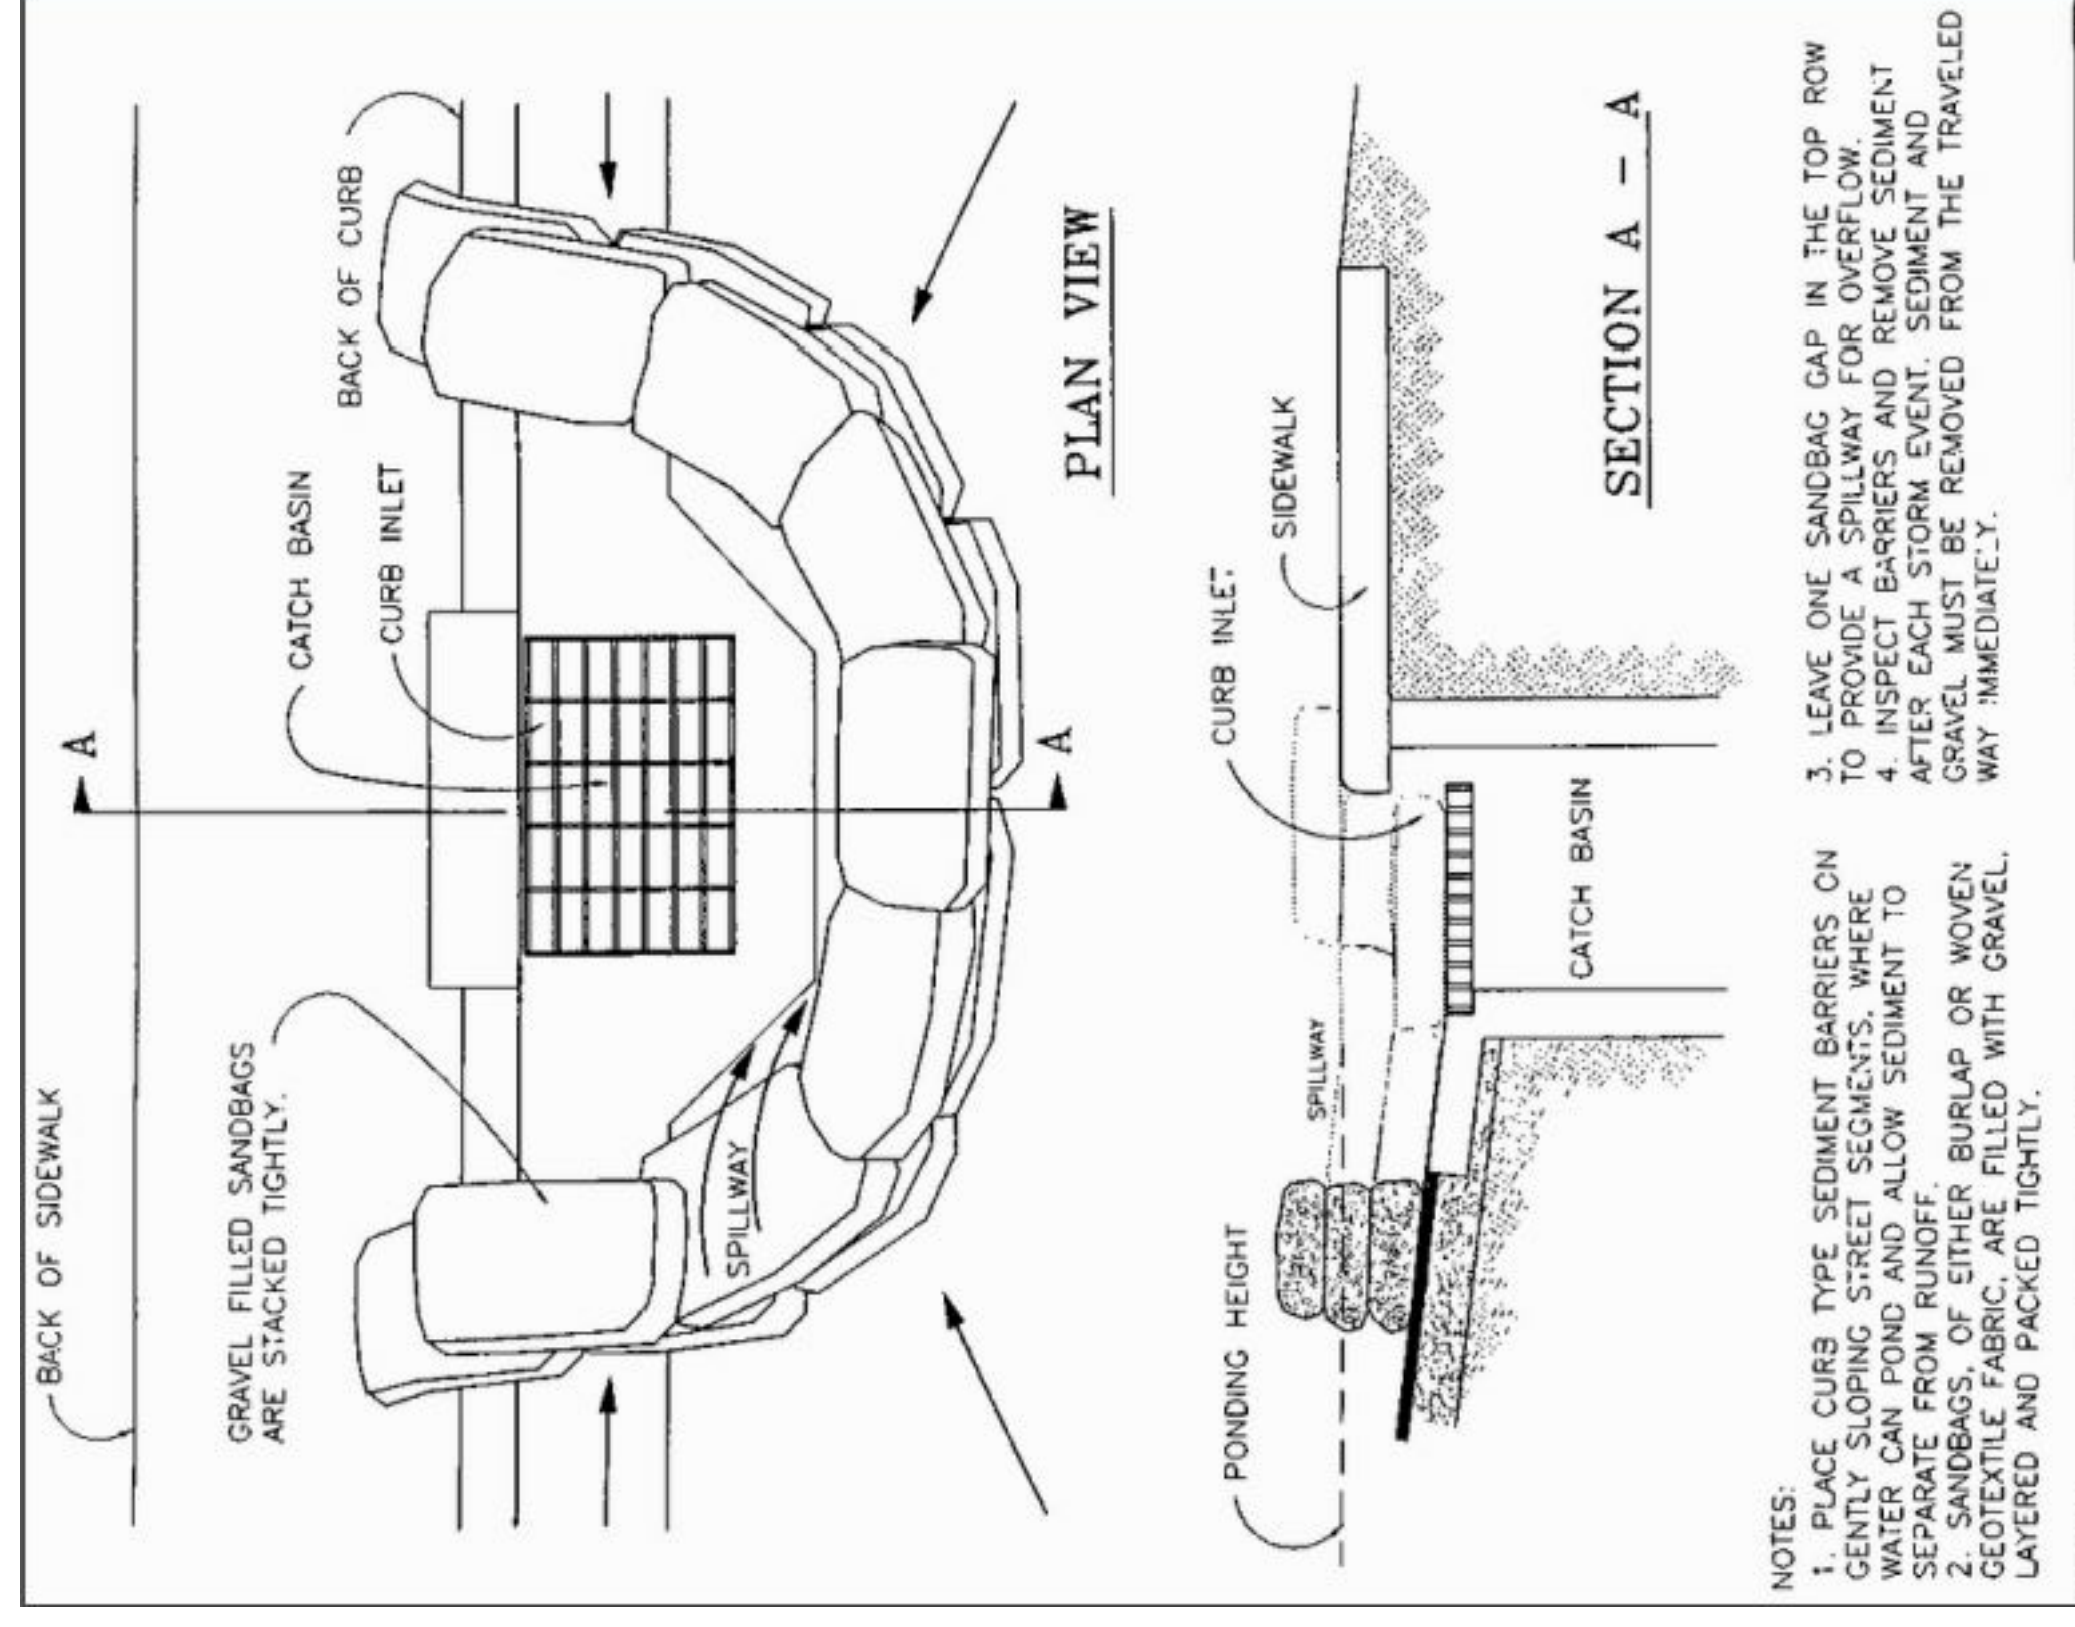 BACK OF SIDEWALK
GRAVEL FILLED SANDBAGS
ARE STACKED TIGHTLY.
CATCH BASIN
BACK OF CURB
CURB INLET
A
A
SPILLWAY
PLAN VIEW
PONDING HEIGHT
SPILLWAY
CURB INLET
SIDEWALK
CATCH BASIN
SECTION A - A
NOTES:
1. PLACE CURB TYPE SEDIMENT BARRIERS ON
GENTLY SLOPING STREET SEGMENTS, WHERE
WATER CAN POND AND ALLOW SEDIMENT TO
SEPARATE FROM RUNOFF.
2. SANDBAGS, OF EITHER BURLAP OR WOVEN
GEOTEXTILE FABRIC, ARE FILLED WITH GRAVEL,
LAYERED AND PACKED TIGHTLY.
3. LEAVE ONE SANDBAG GAP IN THE TOP ROW
TO PROVIDE A SPILLWAY FOR OVERFLOW.
4. INSPECT BARRIERS AND REMOVE SEDIMENT
AFTER EACH STORM EVENT. SEDIMENT AND
GRAVEL MUST BE REMOVED FROM THE TRAVELED
WAY IMMEDIATELY.